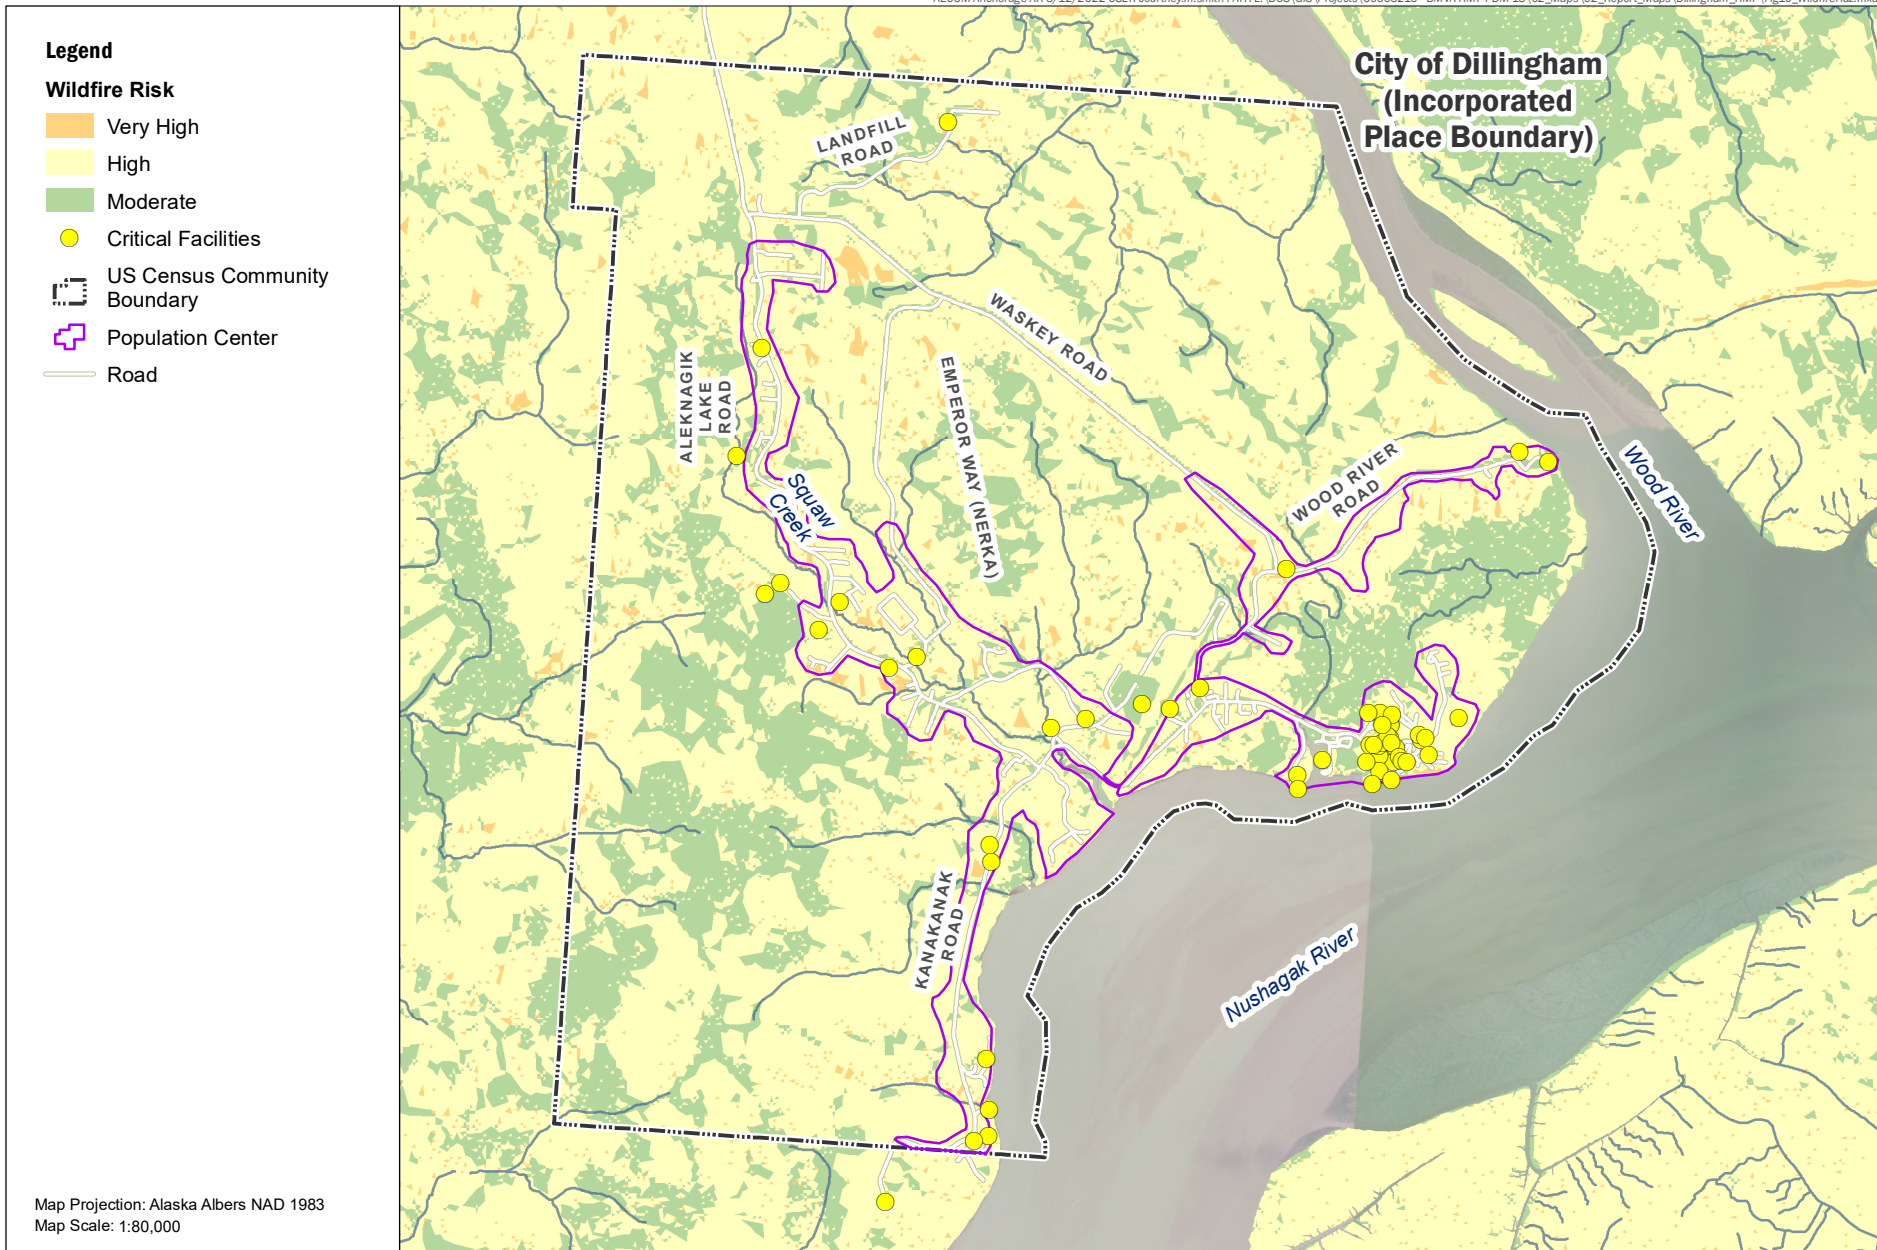 Legend
Wildfire Risk
Very High
High
Moderate
Critical Facilities
US Census Community
Boundary
Population Center
Road
Map Projection: Alaska Albers NAD 1983
Map Scale: 1:80,000
City of Dillingham
(Incorporated
Place Boundary)
LANDFILL
ROAD
WASKEY ROAD
ALEKNAGIK
LAKE
ROAD
EMPEROR WAY (NERKA)
Squaw
Creek
WOOD RIVER
ROAD
Wood River
KANAKANAK
ROAD
Nushagak River